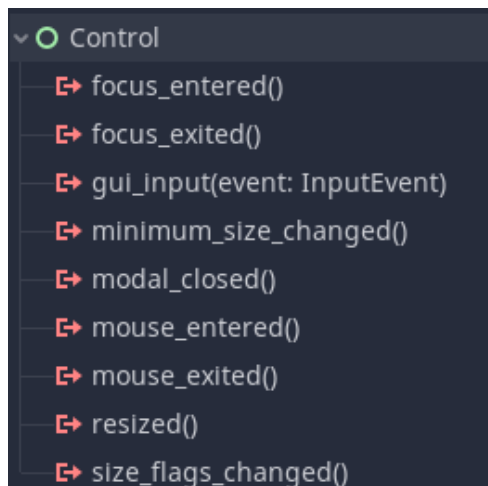 Control
focus_entered()
focus_exited()
gui_input(event: InputEvent)
minimum_size_changed()
modal_closed()
mouse_entered()
mouse_exited()
resized()
size_flags_changed()